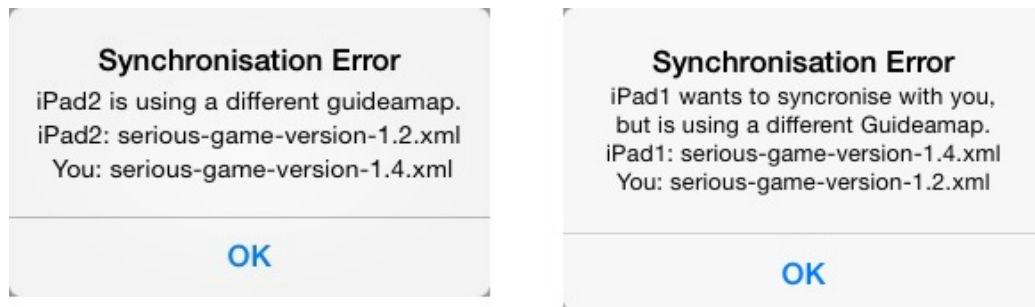 Synchronisation Error
iPad2 is using a different guideamap.
iPad2: serious-game-version-1.2.xml
You: serious-game-version-1.4.xml
OK
Synchronisation Error
iPad1 wants to syncronise with you,
but is using a different Guideamap.
iPad1: serious-game-version-1.4.xml
You: serious-game-version-1.2.xml
OK